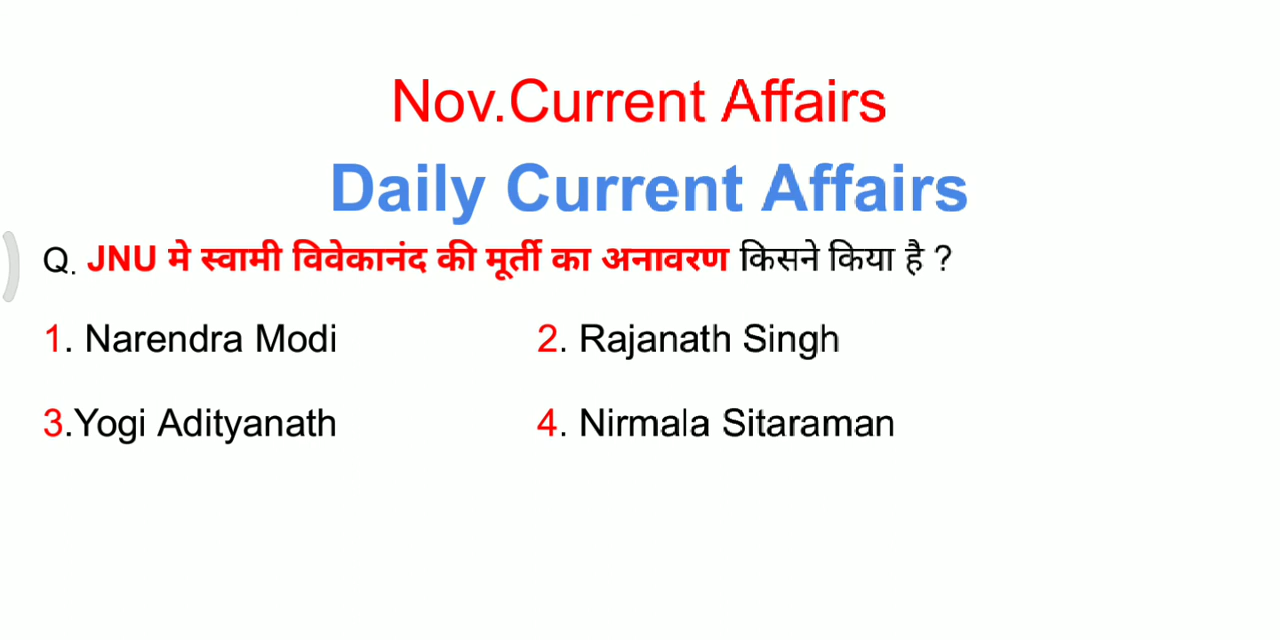 Nov.Current Affairs
Daily Current Affairs
Q. JNU मे स्वामी विवेकानंद की मूर्ती का अनावरण किसने किया है ?
1. Narendra Modi 2. Rajanath Singh
3.Yogi Adityanath 4. Nirmala Sitaraman